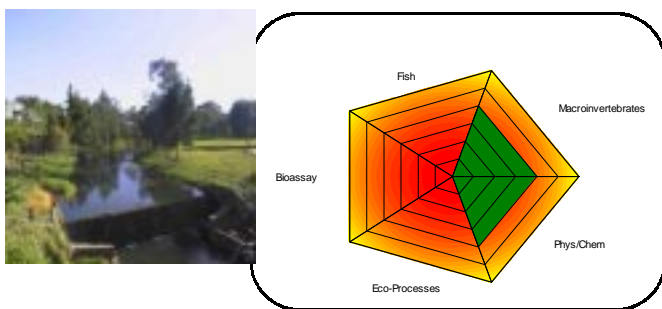 Fish
Macroinvertebrates
Bioassay
Phys/Chem
Eco-Processes